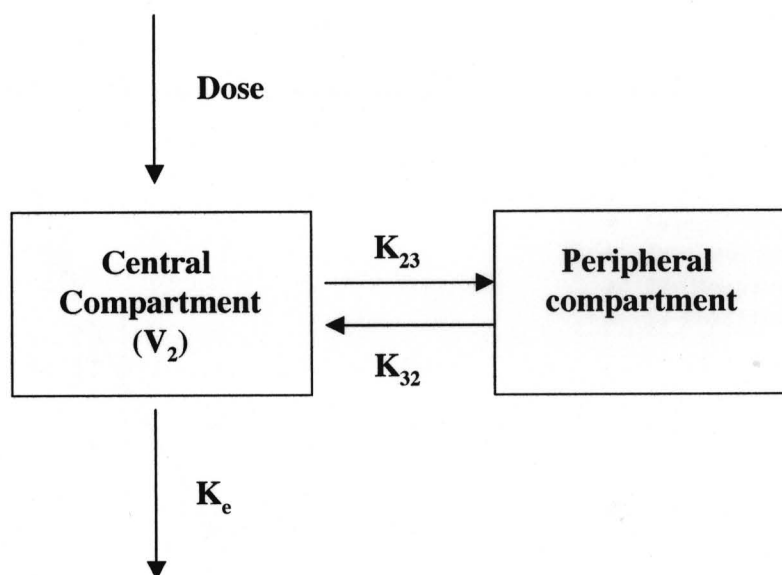 Dose
Central
Compartment
(V₂)
K₂₃
K₃₂
Peripheral
compartment
Kₑ